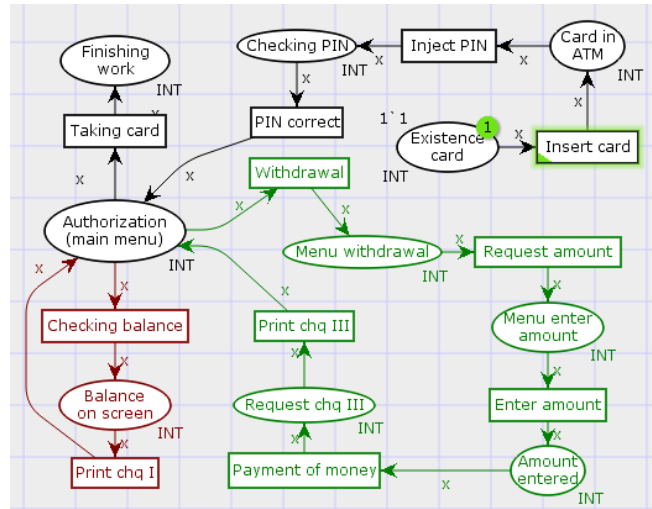 Finishing
work
INT
x
Taking card
x
Checking PIN
INT
x
Inject PIN
x
Card in
ATM
INT
x
x
PIN correct
x
1`1
Existence
card
1
INT
x
Insert card
Withdrawal
x
x
Authorization
(main menu)
INT
Menu withdrawal
INT
x
Request amount
x
x
x
Checking balance
x
x
Print chq III
x
Menu enter
amount
INT
x
Balance
on screen
INT
x
Request chq III
INT
x
Enter amount
x
Print chq I
Payment of money
x
Amount
entered
INT